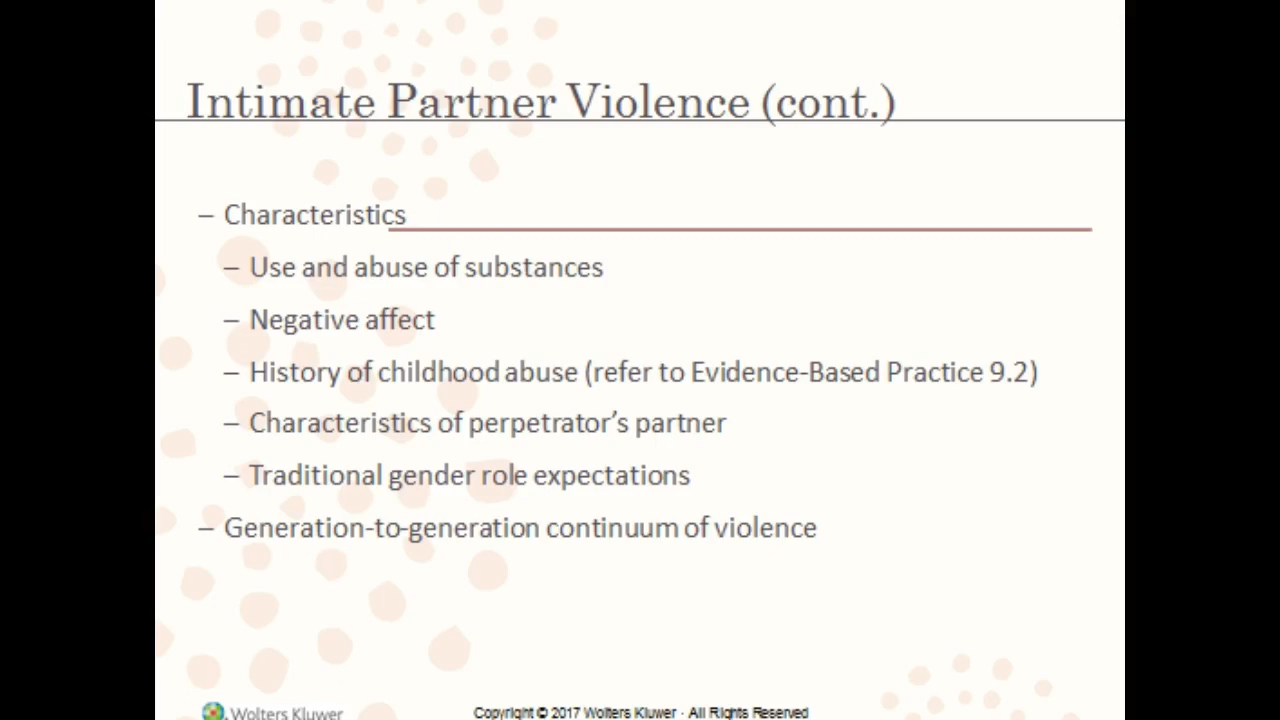 Intimate Partner Violence (cont.)
– Characteristics
– Use and abuse of substances
– Negative affect
– History of childhood abuse (refer to Evidence-Based Practice 9.2)
– Characteristics of perpetrator’s partner
– Traditional gender role expectations
– Generation-to-generation continuum of violence
Wolters Kluwer
Copyright © 2017 Wolters Kluwer · All Rights Reserved